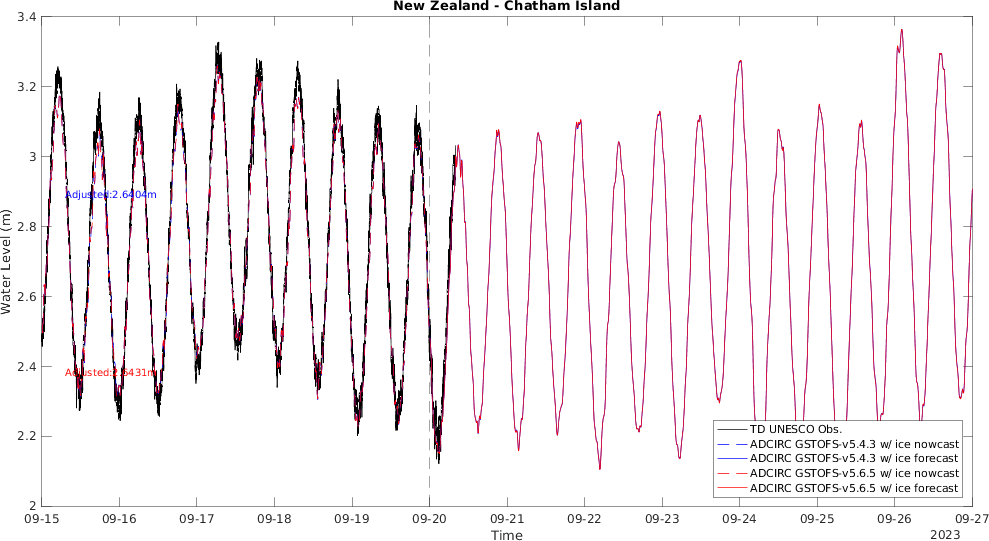 New Zealand - Chatham Island
3.4
3.2
3
2.8
2.6
2.4
2.2
2
Water Level (m)
Adjusted:2.6404m
Adjusted:2.6431m
TD UNESCO Obs.
ADCIRC GSTOFS-v5.4.3 w/ ice nowcast
ADCIRC GSTOFS-v5.4.3 w/ ice forecast
ADCIRC GSTOFS-v5.6.5 w/ ice nowcast
ADCIRC GSTOFS-v5.6.5 w/ ice forecast
09-15 09-16 09-17 09-18 09-19 09-20 09-21 09-22 09-23 09-24 09-25 09-26 09-27
Time
2023